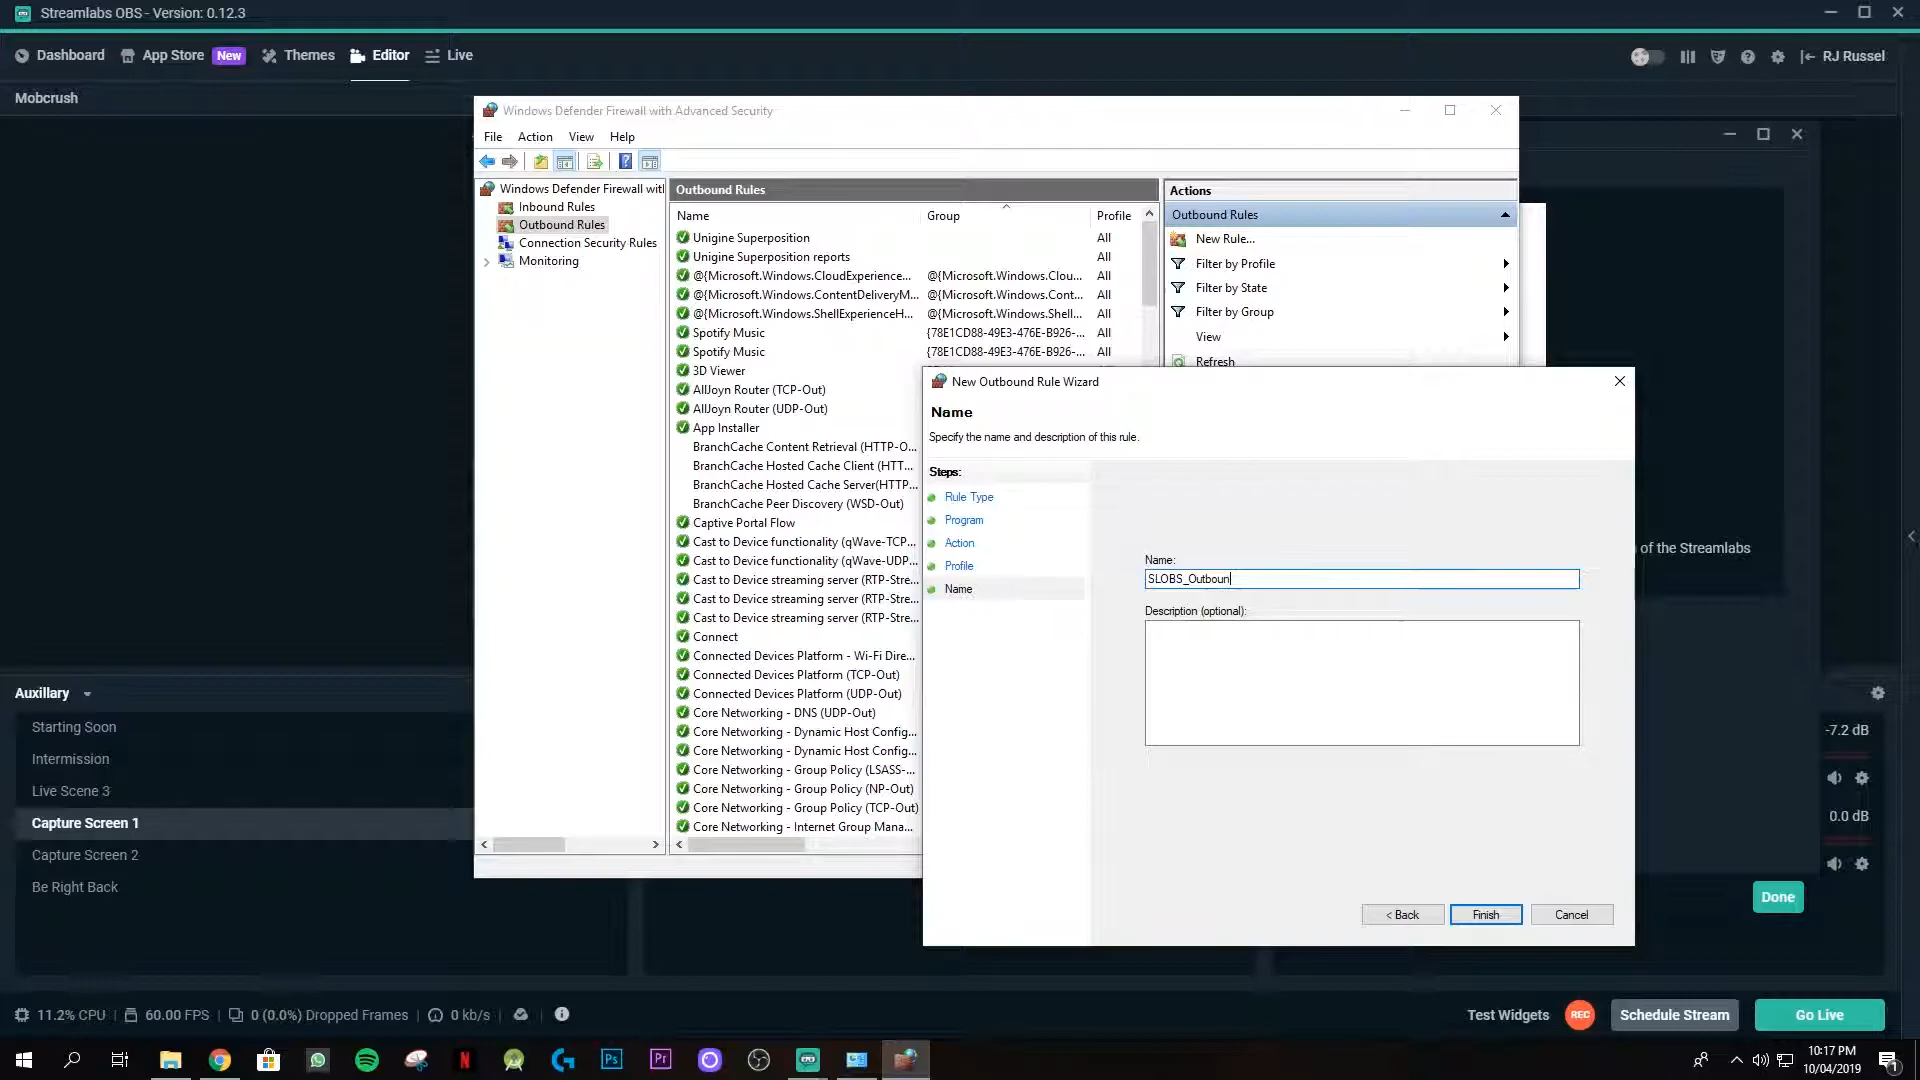 Streamlabs OBS - Version: 0.12.3
Dashboard
App Store New
Themes
Editor
Live
RJ Russel
Mobcrush
Windows Defender Firewall with Advanced Security
File Action View Help
Windows Defender Firewall witl
Inbound Rules
Outbound Rules
Connection Security Rules
Monitoring
Outbound Rules
Name Group Profile
Unigine Superposition All
Unigine Superposition reports All
@{Microsoft.Windows.CloudExperience... @{Microsoft.Windows.Clou... All
@{Microsoft.Windows.ContentDeliveryM... @{Microsoft.Windows.Cont... All
@{Microsoft.Windows.ShellExperienceH... @{Microsoft.Windows.Shell... All
Spotify Music {78E1CD88-49E3-476E-B926-... All
Spotify Music {78E1CD88-49E3-476E-B926-... All
3D Viewer
AllJoyn Router (TCP-Out)
AllJoyn Router (UDP-Out)
App Installer
BranchCache Content Retrieval (HTTP-O...
BranchCache Hosted Cache Client (HTT...
BranchCache Hosted Cache Server(HTTP...
BranchCache Peer Discovery (WSD-Out)
Captive Portal Flow
Cast to Device functionality (qWave-TCP...
Cast to Device functionality (qWave-UDP...
Cast to Device streaming server (RTP-Stre...
Cast to Device streaming server (RTP-Stre...
Cast to Device streaming server (RTP-Stre...
Connect
Connected Devices Platform - Wi-Fi Dire...
Connected Devices Platform (TCP-Out)
Connected Devices Platform (UDP-Out)
Core Networking - DNS (UDP-Out)
Core Networking - Dynamic Host Config...
Core Networking - Dynamic Host Config...
Core Networking - Group Policy (LSASS-...
Core Networking - Group Policy (NP-Out)
Core Networking - Group Policy (TCP-Out)
Core Networking - Internet Group Mana...
Actions
Outbound Rules
New Rule...
Filter by Profile
Filter by State
Filter by Group
View
Refresh
New Outbound Rule Wizard
Name
Specify the name and description of this rule.
Steps:
Rule Type
Program
Action
Profile
Name
Name:
SLOBS_Outboun
Description (optional):
< Back
Finish
Cancel
of the Streamlabs
Auxillary
Starting Soon
Intermission
Live Scene 3
Capture Screen 1
Capture Screen 2
Be Right Back
-7.2 dB
0.0 dB
Done
11.2% CPU
60.00 FPS
0 (0.0%) Dropped Frames
0 kb/s
Test Widgets
REC
Schedule Stream
Go Live
Ps
Pr
10:17 PM
10/04/2019
1